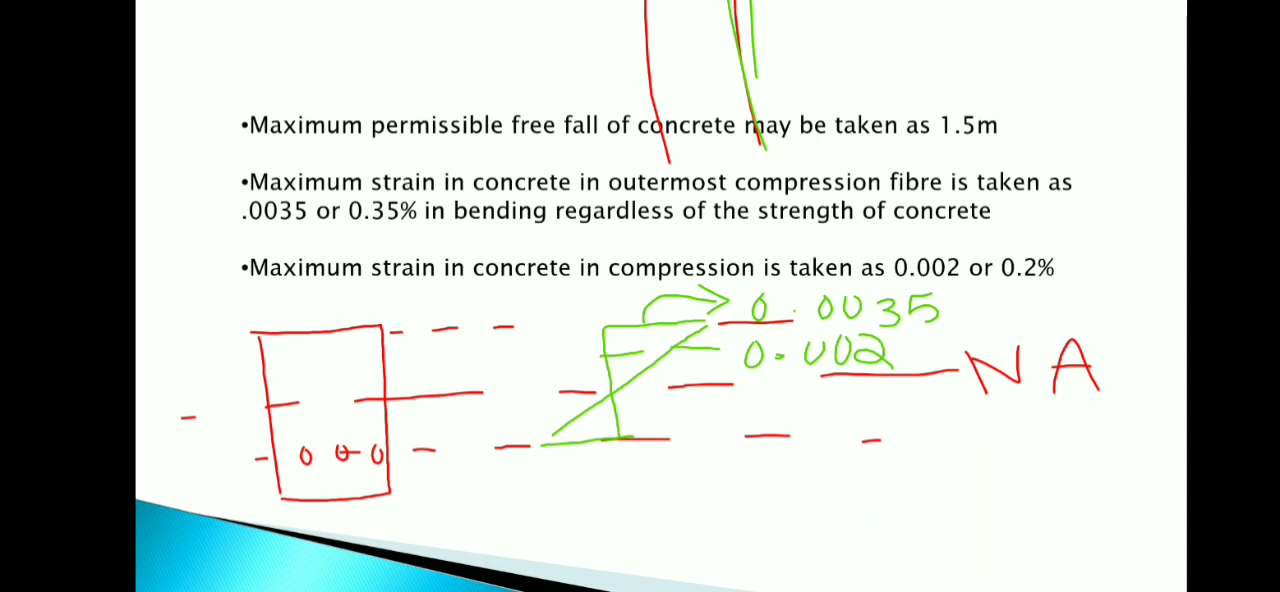 •Maximum permissible free fall of concrete may be taken as 1.5m
•Maximum strain in concrete in outermost compression fibre is taken as
.0035 or 0.35% in bending regardless of the strength of concrete
•Maximum strain in concrete in compression is taken as 0.002 or 0.2%
0.0035
0.002
NA